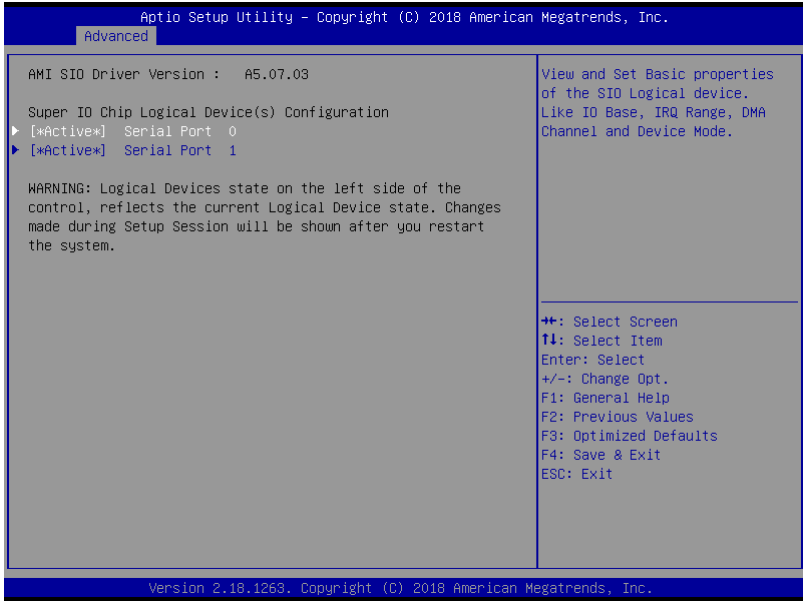 Aptio Setup Utility – Copyright (C) 2018 American Megatrends, Inc.
Advanced
AMI SIO Driver Version : A5.07.03
Super IO Chip Logical Device(s) Configuration
[*Active*] Serial Port 0
[*Active*] Serial Port 1
WARNING: Logical Devices state on the left side of the
control, reflects the current Logical Device state. Changes
made during Setup Session will be shown after you restart
the system.
View and Set Basic properties
of the SIO Logical device.
Like IO Base, IRQ Range, DMA
Channel and Device Mode.
→←: Select Screen
↑↓: Select Item
Enter: Select
+/-: Change Opt.
F1: General Help
F2: Previous Values
F3: Optimized Defaults
F4: Save & Exit
ESC: Exit
Version 2.18.1263. Copyright (C) 2018 American Megatrends, Inc.